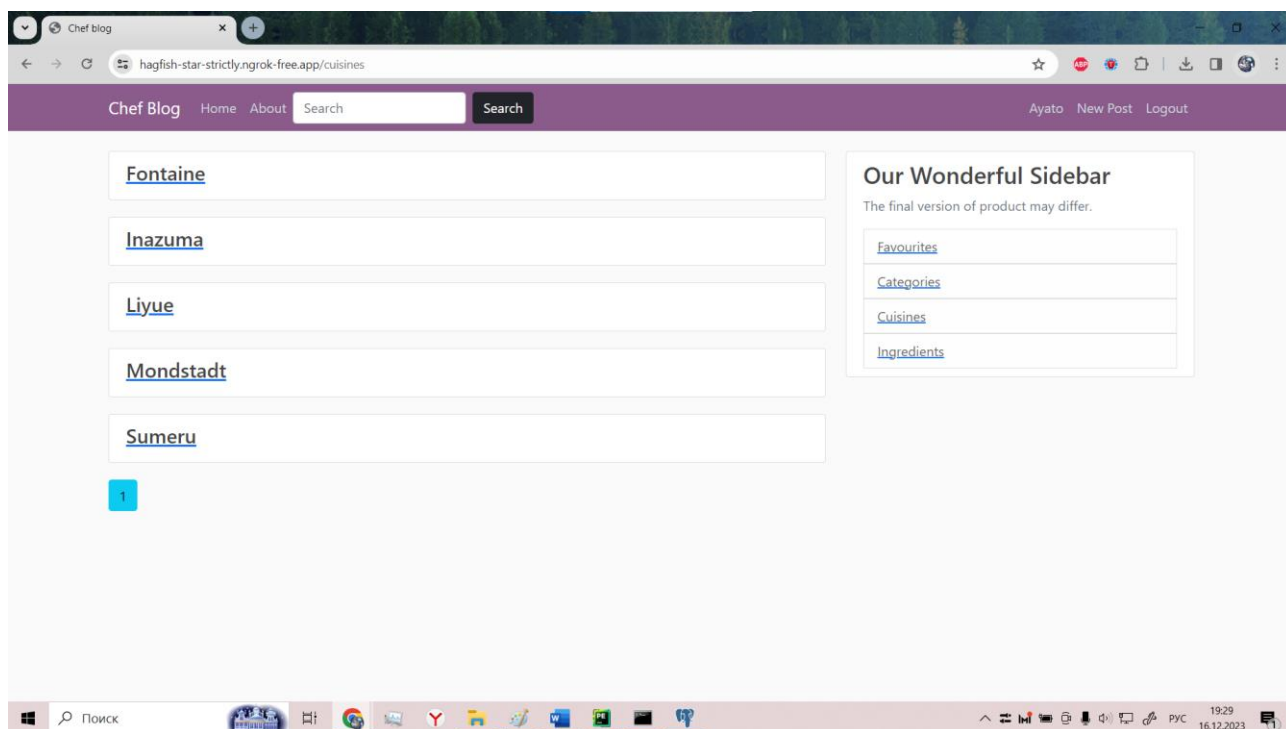 Chef blog
hagfish-star-strictly.ngrok-free.app/cuisines
Chef Blog Home About Search Search Ayato New Post Logout
Fontaine
Inazuma
Liyue
Mondstadt
Sumeru
1
Our Wonderful Sidebar
The final version of product may differ.
Favourites
Categories
Cuisines
Ingredients
Поиск
РУС
19:29
16.12.2023